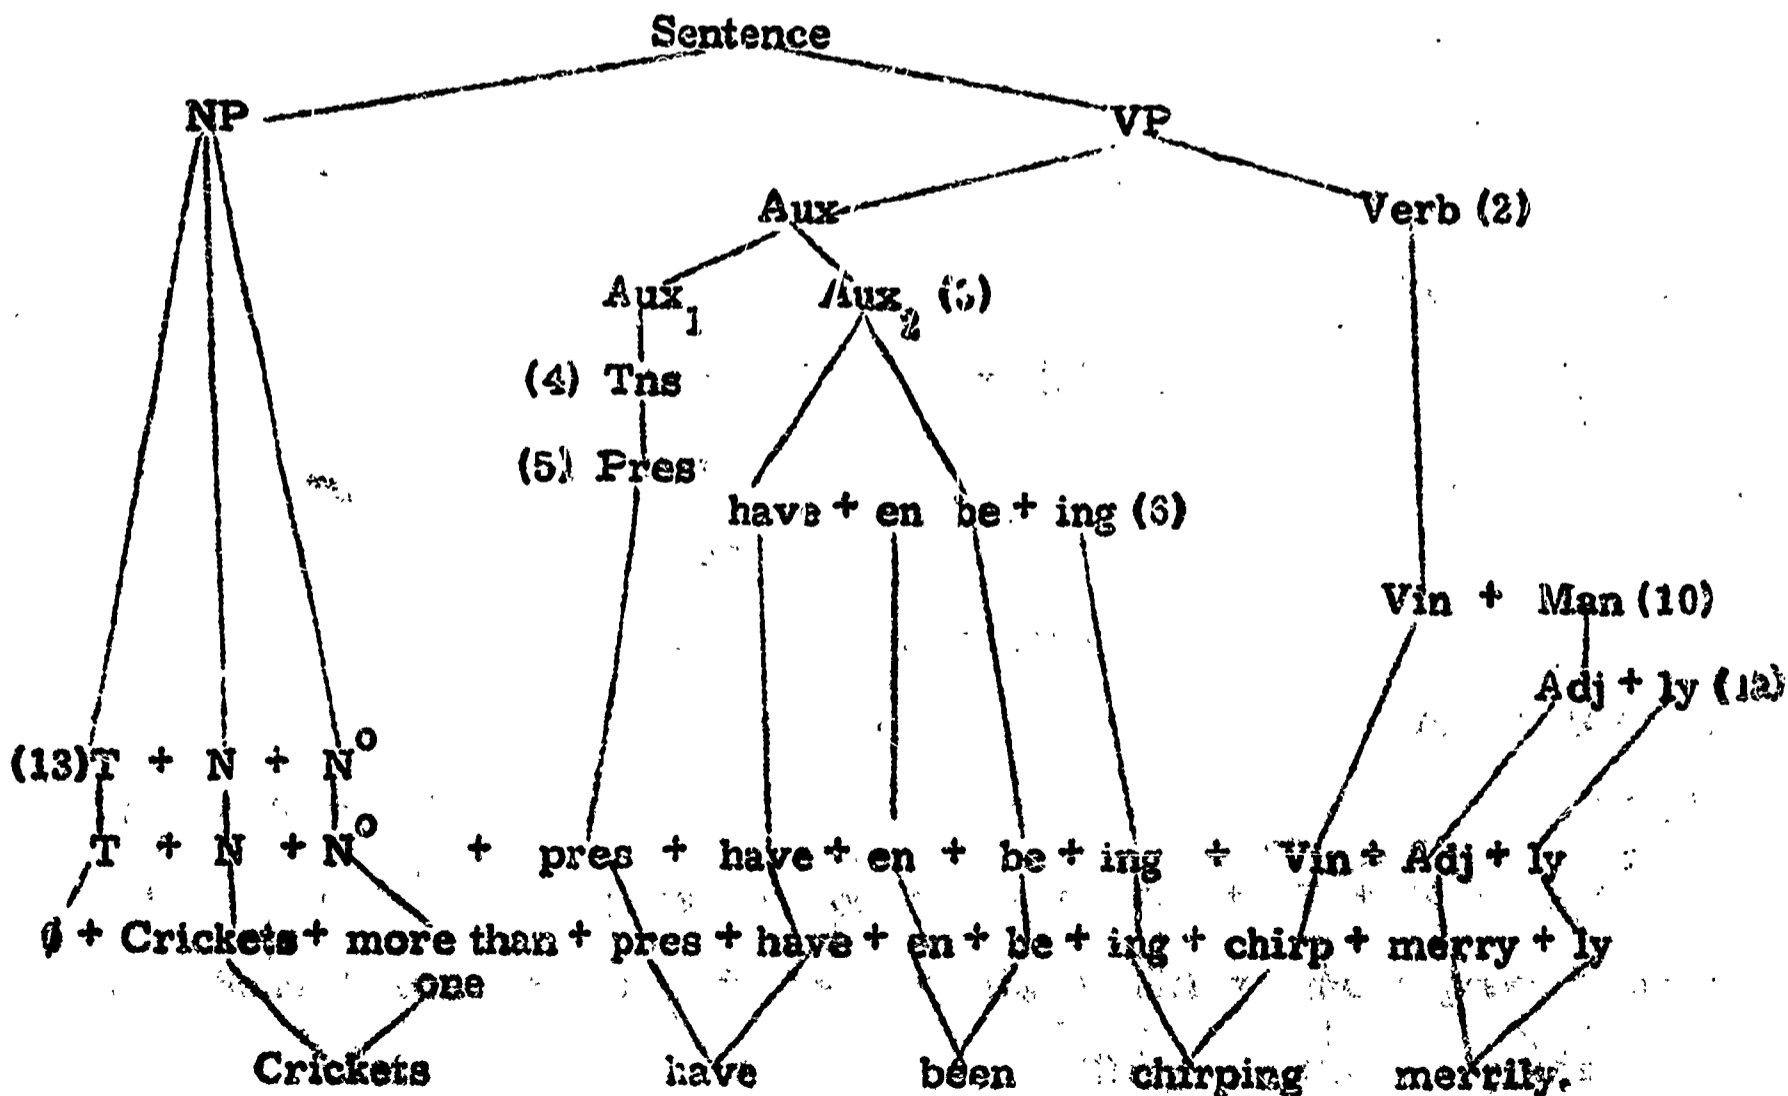 Sentence
NP VP
Aux Verb (2)
Aux₁ Aux₂
(4) Tns
(5) Pres
have + en be + ing (6)
Vin + Man (10)
Adj + ly (12)
(13) T + N + N°
T + N + N° + pres + have + en + be + ing + Vin + Adj + ly
ø + Crickets + more than + pres + have + en + be + ing + chirp + merry + ly
one
Crickets have been chirping merrily.